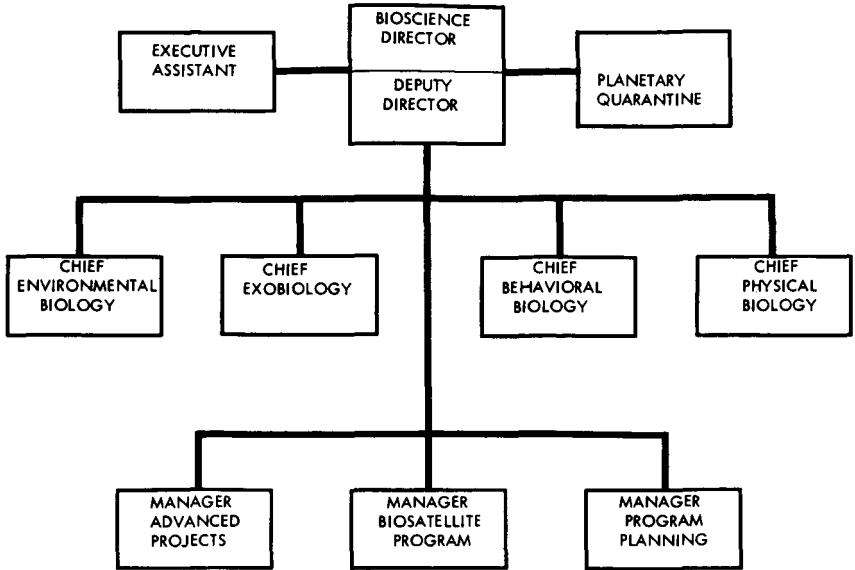 EXECUTIVE
ASSISTANT
BIOSCIENCE
DIRECTOR
DEPUTY
DIRECTOR
PLANETARY
QUARANTINE
CHIEF
ENVIRONMENTAL
BIOLOGY
CHIEF
EXOBIOLOGY
CHIEF
BEHAVIORAL
BIOLOGY
CHIEF
PHYSICAL
BIOLOGY
MANAGER
ADVANCED
PROJECTS
MANAGER
BIOSATELLITE
PROGRAM
MANAGER
PROGRAM
PLANNING